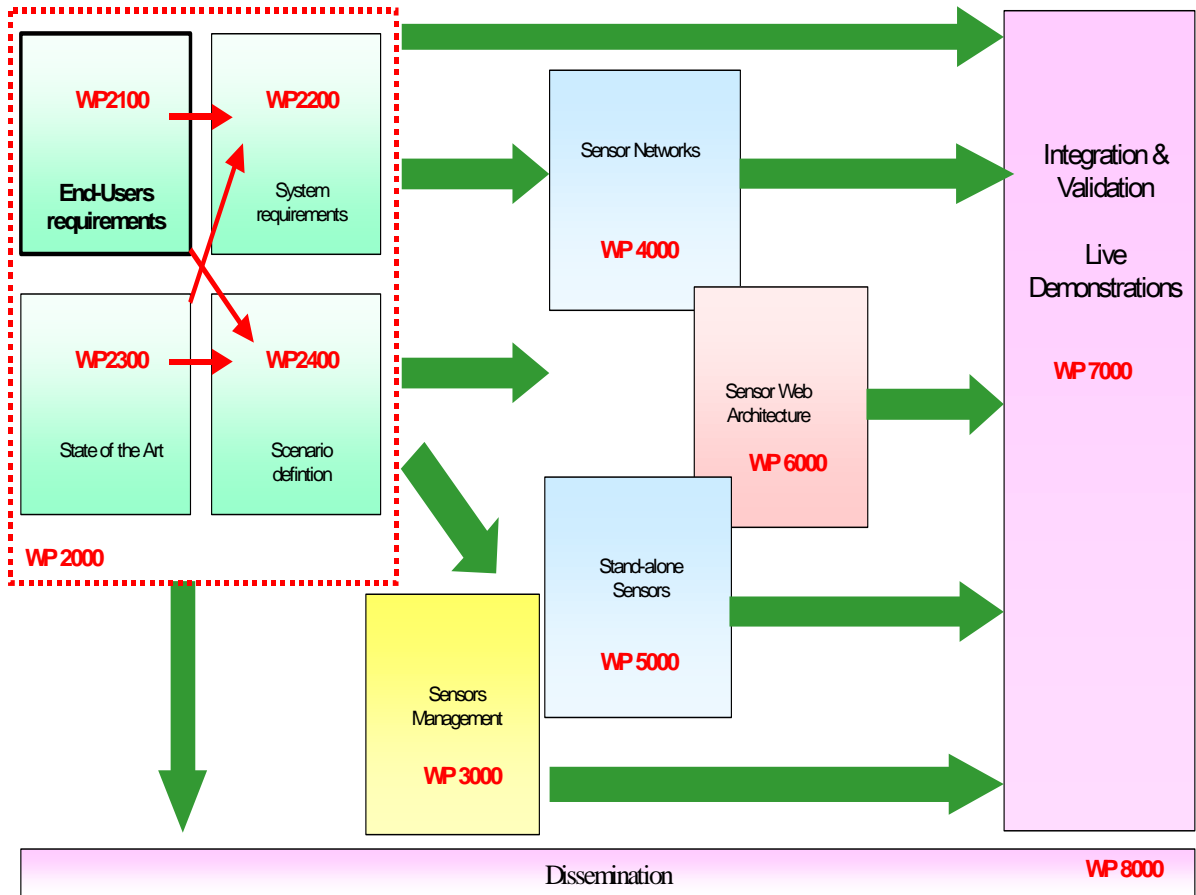 WP2100
End-Users
requirements
WP2200
System
requirements
WP2300
State of the Art
WP2400
Scenario
defintion
WP 2000
Sensor Networks
WP 4000
Sensor Web
Architecture
WP 6000
Stand-alone
Sensors
WP 5000
Sensors
Management
WP 3000
Integration &
Validation
Live
Demonstrations
WP 7000
Dissemination
WP 8000